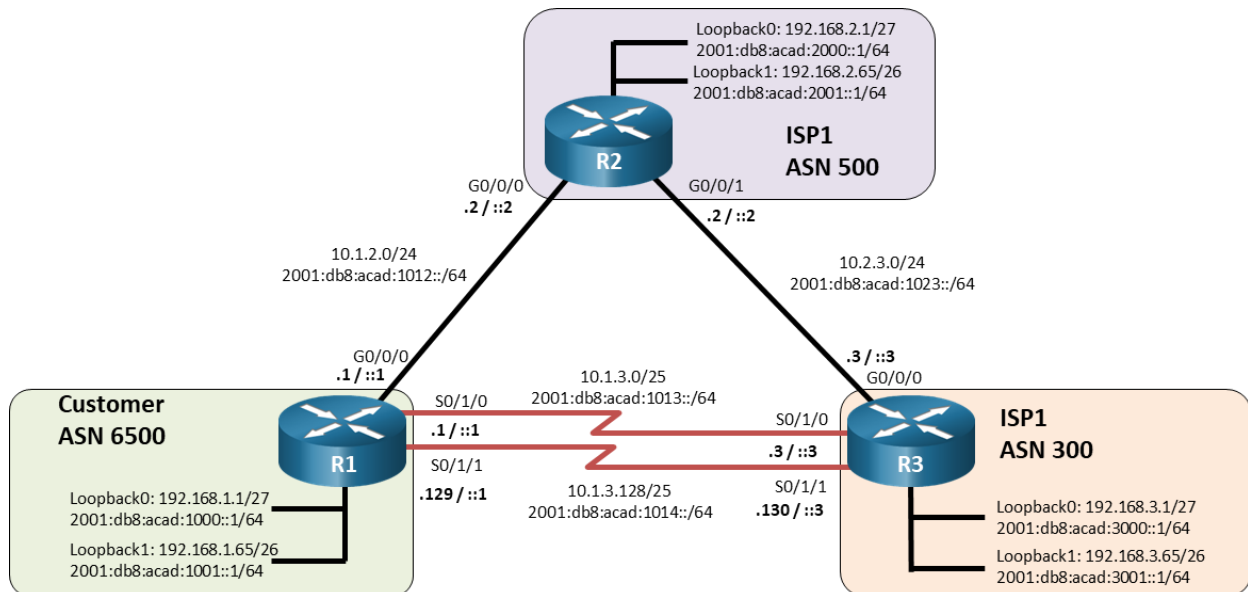 Loopback0: 192.168.2.1/27
2001:db8:acad:2000::1/64
Loopback1: 192.168.2.65/26
2001:db8:acad:2001::1/64
ISP1
ASN 500
R2
G0/0/0
.2 / ::2
G0/0/1
.2 / ::2
10.1.2.0/24
2001:db8:acad:1012::/64
10.2.3.0/24
2001:db8:acad:1023::/64
G0/0/0
.1 / ::1
.3 / ::3
G0/0/0
Customer
ASN 6500
R1
10.1.3.0/25
2001:db8:acad:1013::/64
S0/1/0
.1 / ::1
S0/1/0
.3 / ::3
S0/1/1
.129 / ::1
10.1.3.128/25
2001:db8:acad:1014::/64
S0/1/1
.130 / ::3
ISP1
ASN 300
R3
Loopback0: 192.168.1.1/27
2001:db8:acad:1000::1/64
Loopback1: 192.168.1.65/26
2001:db8:acad:1001::1/64
Loopback0: 192.168.3.1/27
2001:db8:acad:3000::1/64
Loopback1: 192.168.3.65/26
2001:db8:acad:3001::1/64